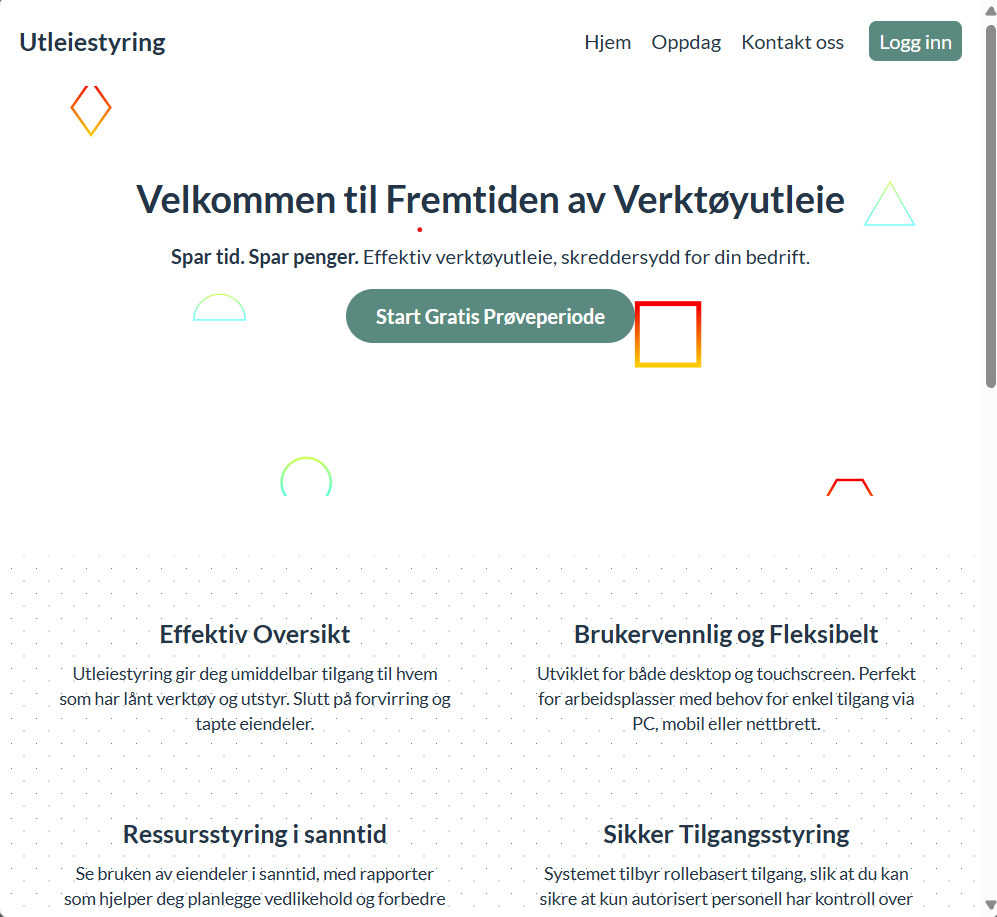 Utleiestyring
Hjem Oppdag Kontakt oss Logg inn
Velkommen til Fremtiden av Verktøyutleie
Spar tid. Spar penger. Effektiv verktøyutleie, skreddersydd for din bedrift.
Start Gratis Prøveperiode
Effektiv Oversikt
Utleiestyring gir deg umiddelbar tilgang til hvem
som har lånt verktøy og utstyr. Slutt på forvirring og
tapte eiendeler.
Brukervennlig og Fleksibelt
Utviklet for både desktop og touchscreen. Perfekt
for arbeidsplasser med behov for enkel tilgang via
PC, mobil eller nettbrett.
Ressursstyring i sanntid
Se bruken av eiendeler i sanntid, med rapporter
som hjelper deg planlegge vedlikehold og forbedre
Sikker Tilgangsstyring
Systemet tilbyr rollebasert tilgang, slik at du kan
sikre at kun autorisert personell har kontroll over